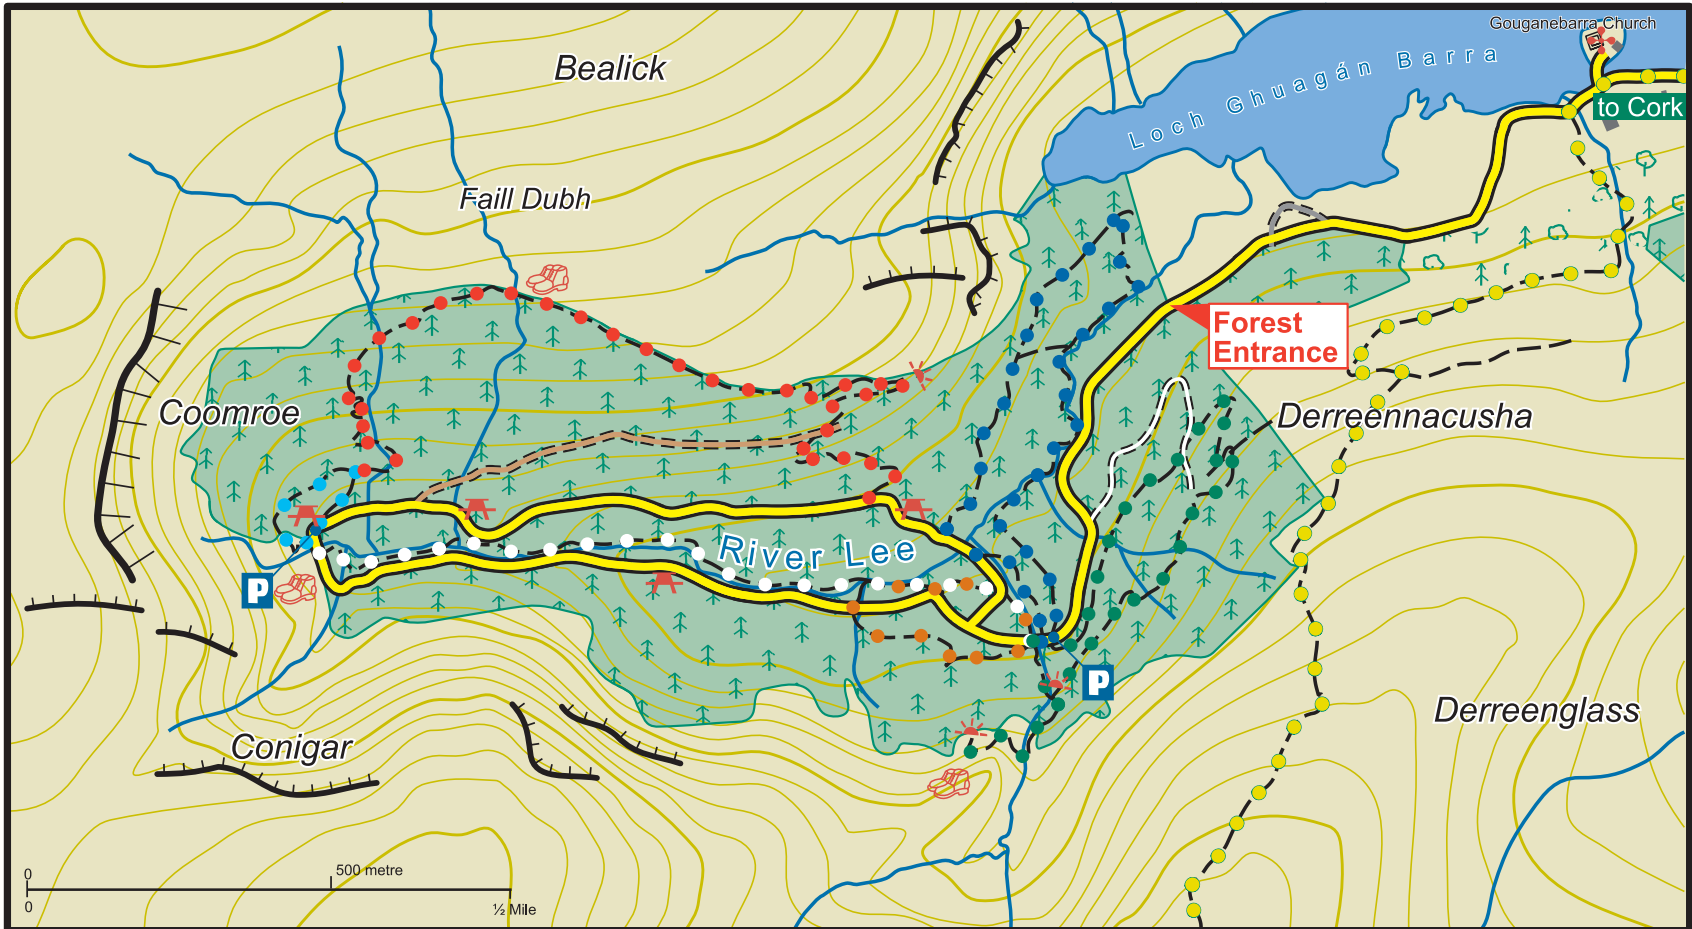 Gouganebarra Church
Bealick
Loch Ghuagán Barra
to Cork
Faill Dubh
Forest
Entrance
Coomroe
Derreennacusha
River Lee
P
P
Derreenglass
Conigar
0
500 metre
0
½ Mile